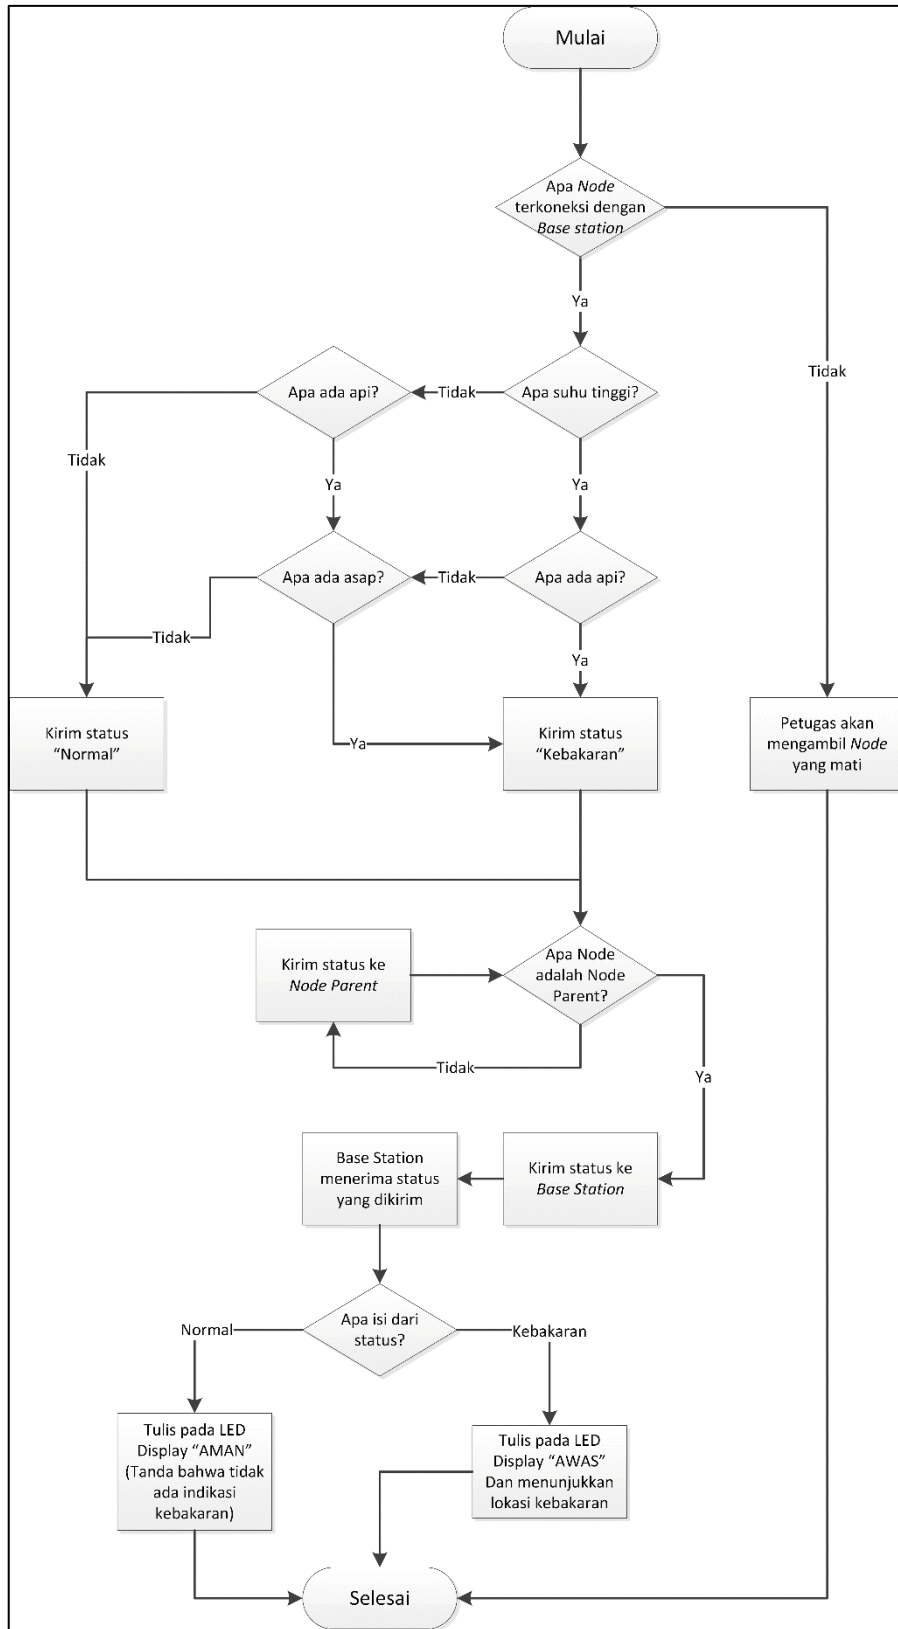 Mulai
Apa Node
terkoneksi dengan
Base station
Ya
Tidak
Apa ada api?
Tidak
Apa suhu tinggi?
Tidak
Ya
Ya
Apa ada asap?
Tidak
Apa ada api?
Tidak
Ya
Kirim status
“Normal”
Ya
Kirim status
“Kebakaran”
Petugas akan
mengambil Node
yang mati
Kirim status ke
Node Parent
Apa Node
adalah Node
Parent?
Tidak
Ya
Base Station
menerima status
yang dikirim
Kirim status ke
Base Station
Normal
Apa isi dari
status?
Kebakaran
Tulis pada LED
Display “AMAN”
(Tanda bahwa tidak
ada indikasi
kebakaran)
Tulis pada LED
Display “AWAS”
Dan menunjukkan
lokasi kebakaran
Selesai